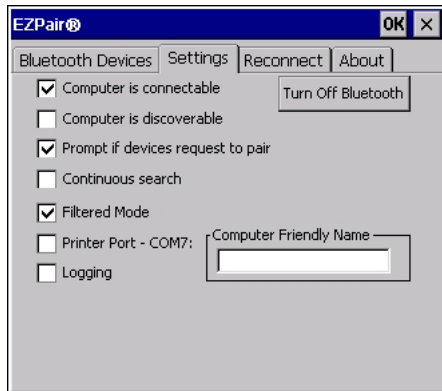 EZPair® OK ×
Bluetooth Devices Settings Reconnect About
Computer is connectable Turn Off Bluetooth
Computer is discoverable
Prompt if devices request to pair
Continuous search
Filtered Mode
Printer Port - COM7: Computer Friendly Name
Logging